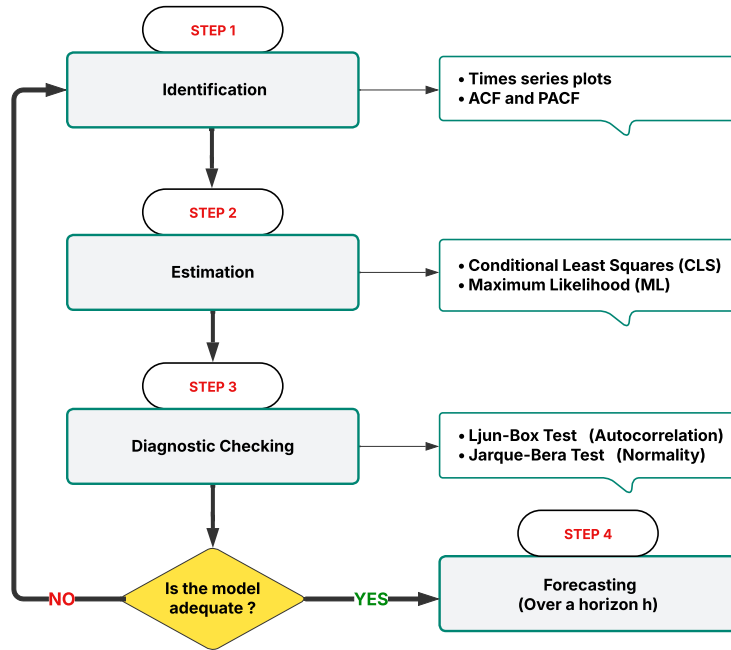 STEP 1
Identification
• Times series plots
• ACF and PACF
STEP 2
Estimation
• Conditional Least Squares (CLS)
• Maximum Likelihood (ML)
STEP 3
Diagnostic Checking
• Ljun-Box Test (Autocorrelation)
• Jarque-Bera Test (Normality)
Is the model
adequate ?
NO
YES
STEP 4
Forecasting
(Over a horizon h)